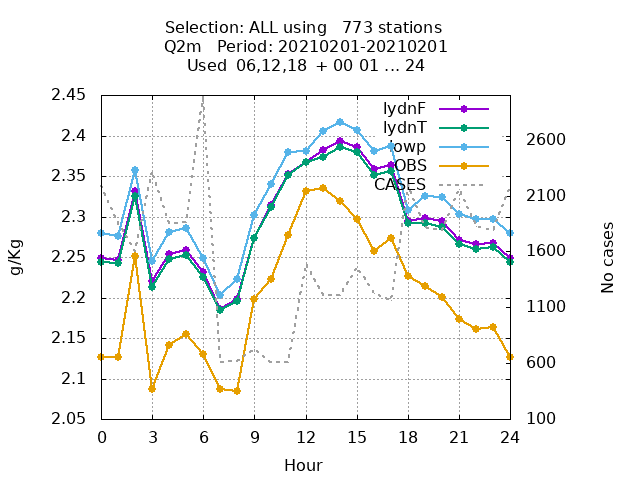 Selection: ALL using   773 stations
Q2m   Period: 20210201-20210201
Used  06,12,18 + 00 01 ... 24
2.45
2.4
2.35
2.3
2.25
2.2
2.15
2.1
2.05
g/Kg
lydnF
lydnT
lowp
OBS
CASES
2600
2100
1600
1100
600
100
No cases
0 3 6 9 12 15 18 21 24
Hour